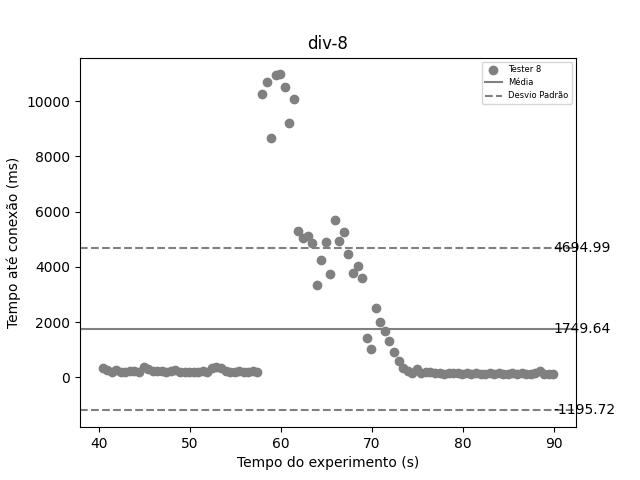 div-8
Tester 8
Média
Desvio Padrão
10000
8000
6000
4000
2000
0
Tempo até conexão (ms)
4694.99
1749.64
-1195.72
40
50
60
70
80
90
Tempo do experimento (s)